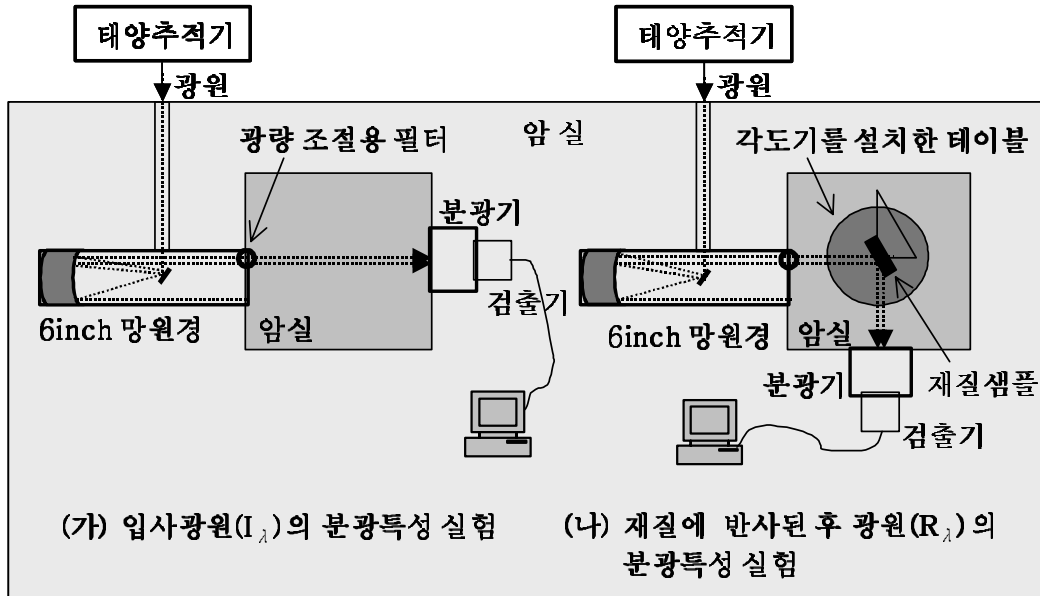 태양추적기
광원
광량 조절용 필터
분광기
검출기
6inch 망원경
암실
(가) 입사광원(I λ)의 분광특성 실험
암 실
태양추적기
광원
각도기를 설치한 테이블
6inch 망원경
암실
분광기
재질샘플
검출기
(나) 재질에 반사된 후 광원(Rλ)의
분광특성 실험